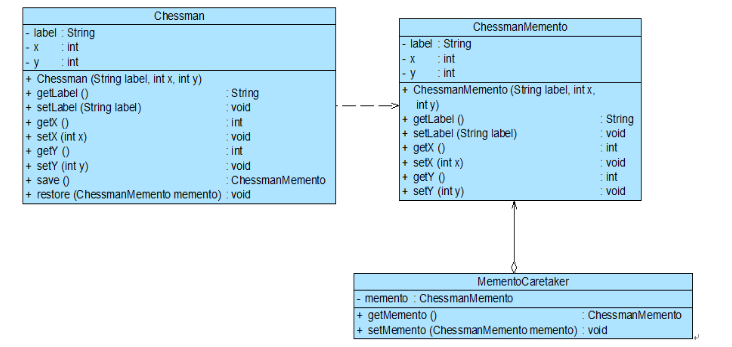 Chessman
- label : String
- x : int
- y : int
+ Chessman (String label, int x, int y)
+ getLabel () : String
+ setLabel (String label) : void
+ getX () : int
+ setX (int x) : void
+ getY () : int
+ setY (int y) : void
+ save () : ChessmanMemento
+ restore (ChessmanMemento memento) : void
ChessmanMemento
- label : String
- x : int
- y : int
+ ChessmanMemento (String label, int x,
int y)
+ getLabel () : String
+ setLabel (String label) : void
+ getX () : int
+ setX (int x) : void
+ getY () : int
+ setY (int y) : void
MementoCaretaker
- memento : ChessmanMemento
+ getMemento () : ChessmanMemento
+ setMemento (ChessmanMemento memento) : void